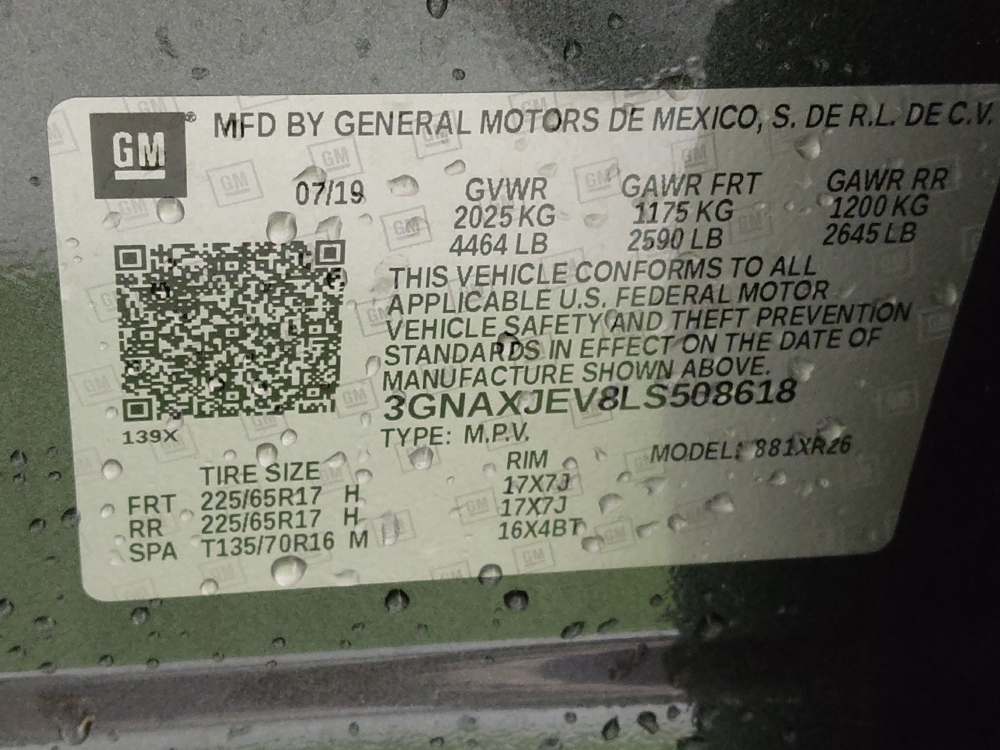 GM ® MFD BY GENERAL MOTORS DE MEXICO, S. DE R.L. DE C.V.
07/19 GVWR GAWR FRT GAWR RR
2025 KG 1175 KG 1200 KG
4464 LB 2590 LB 2645 LB
THIS VEHICLE CONFORMS TO ALL
APPLICABLE U.S. FEDERAL MOTOR
VEHICLE SAFETY AND THEFT PREVENTION
STANDARDS IN EFFECT ON THE DATE OF
MANUFACTURE SHOWN ABOVE.
3GNAXJEV8LS508618
139X
TYPE: M.P.V. MODEL: 881XR26
TIRE SIZE RIM
FRT 225/65R17 H 17X7J
RR 225/65R17 H 17X7J
SPA T135/70R16 M 16X4BT